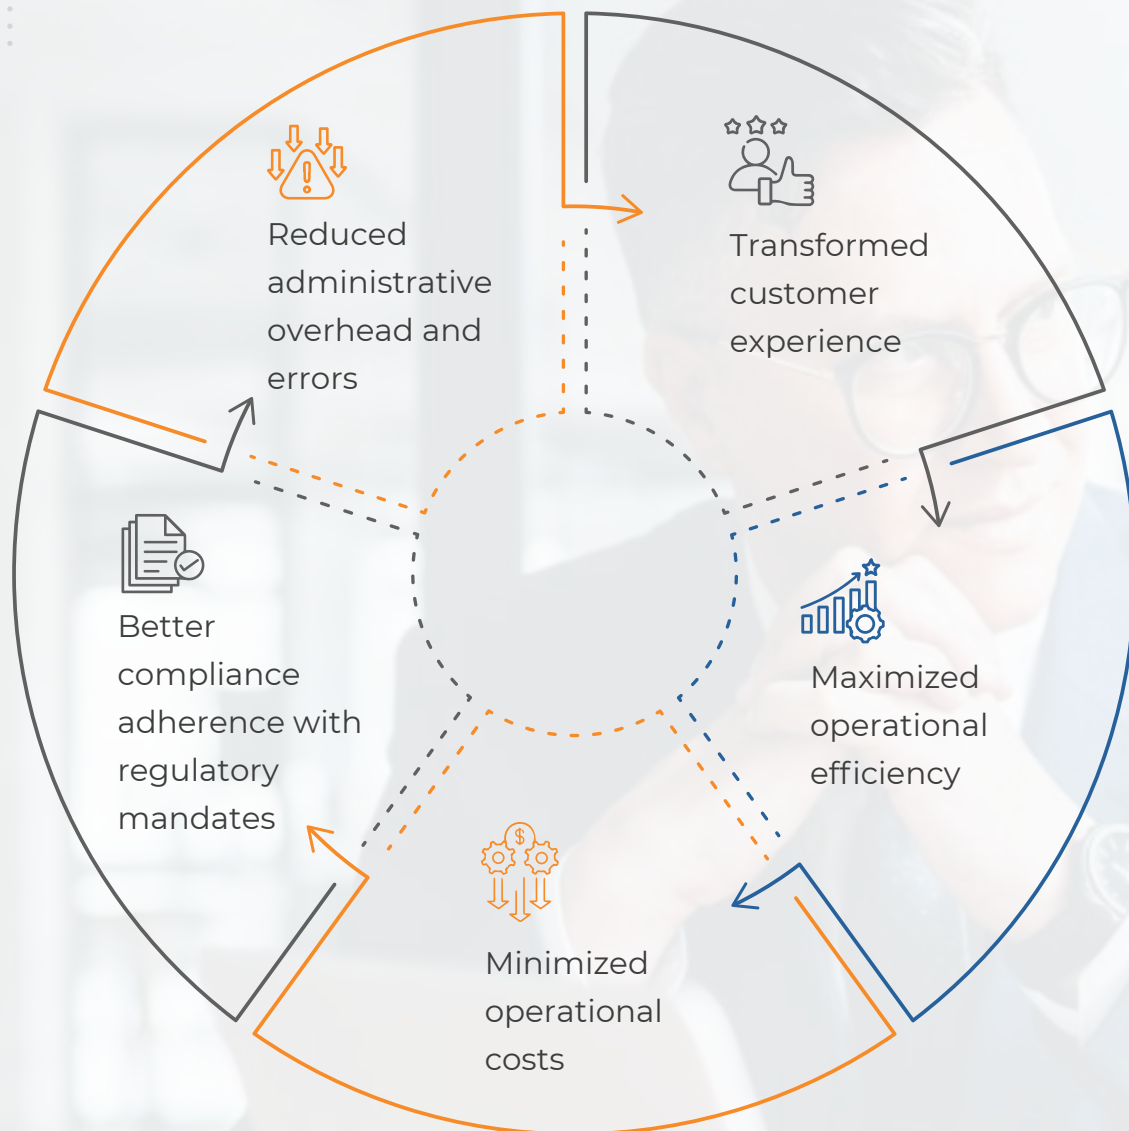 Reduced
administrative
overhead and
errors
Transformed
customer
experience
Better
compliance
adherence with
regulatory
mandates
Maximized
operational
efficiency
$
Minimized
operational
costs